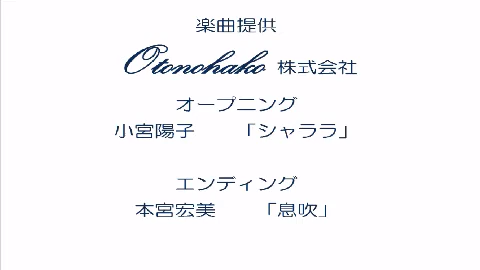 楽曲提供
Otonohako 株式会社
オープニング
小宮陽子 「シャララ」
エンディング
本宮宏美 「息吹」